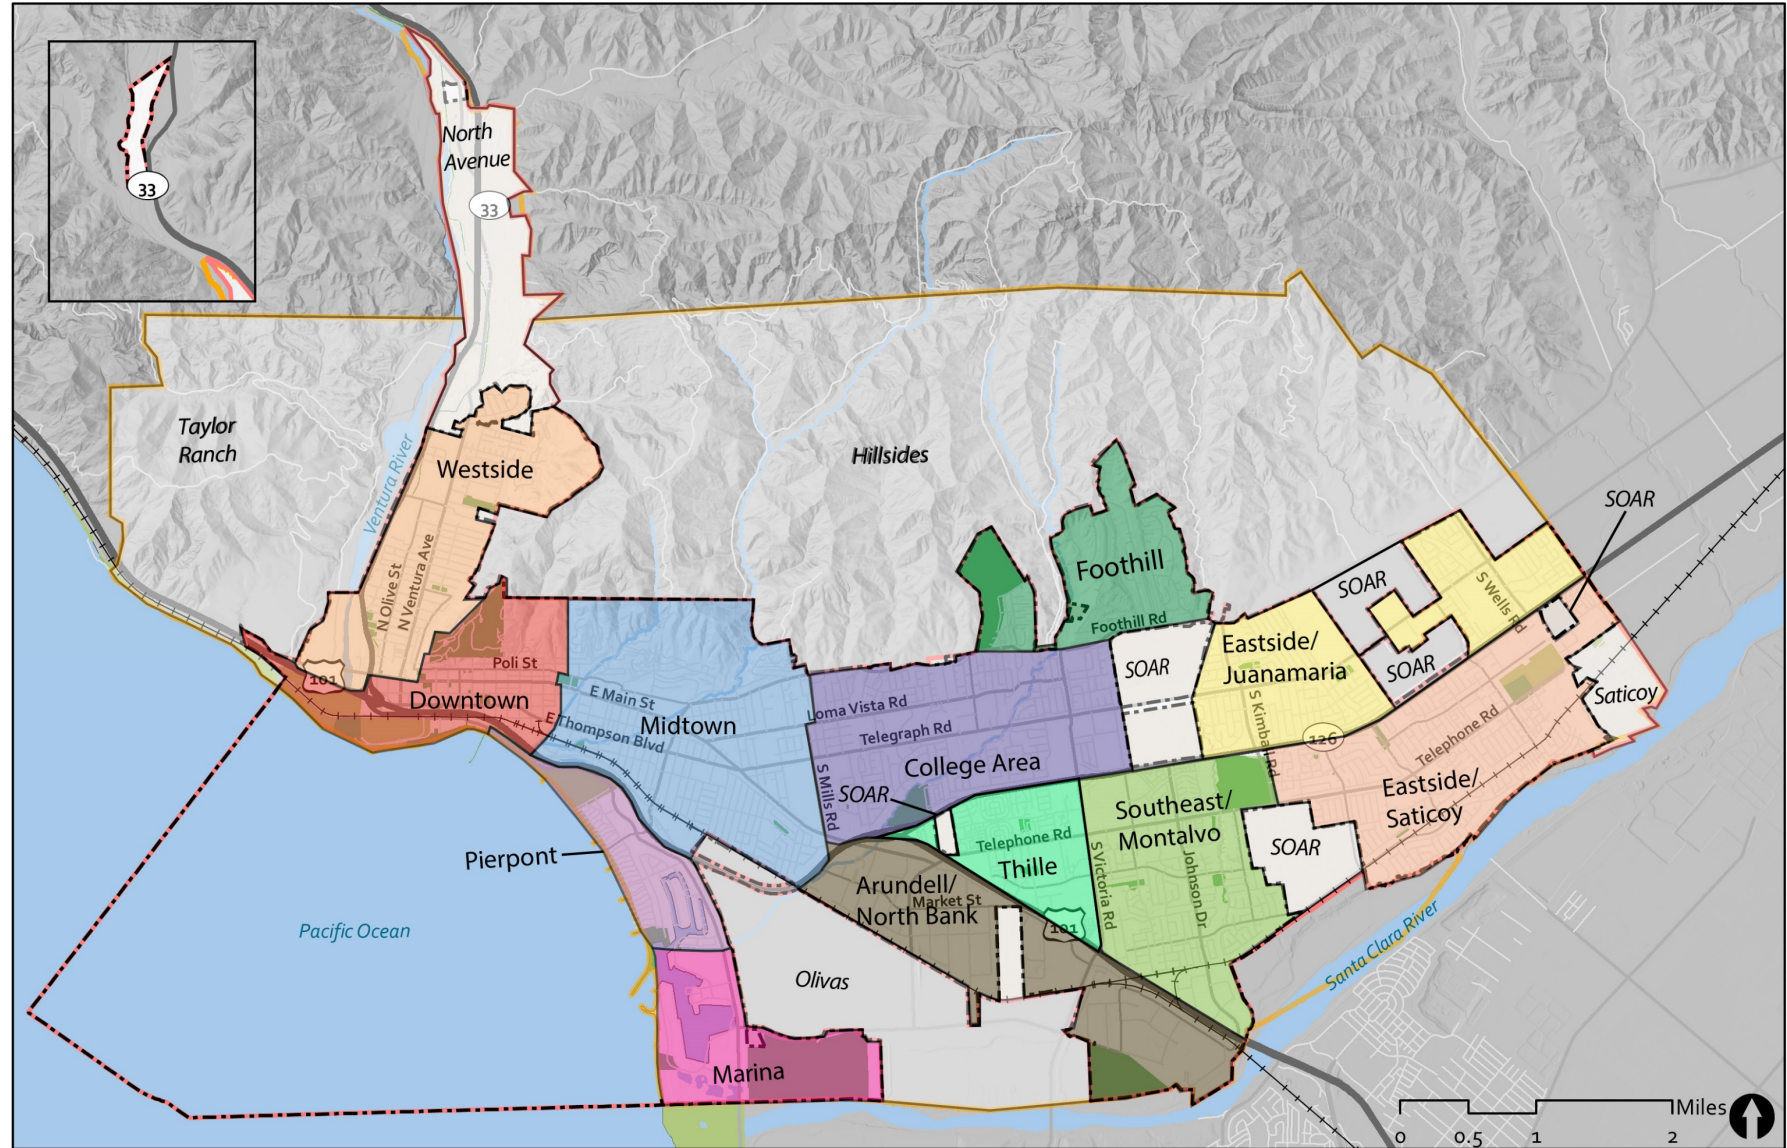 33
North
Avenue
33
Taylor
Ranch
Ventura River
Westside
Hillsides
SOAR
Foothill
SOAR
S Wells Rd
N Olive St
N Ventura Ave
Foothill Rd
Poli St
101
Downtown
E Main St
E Thompson Blvd
Midtown
Loma Vista Rd
Telegraph Rd
College Area
S Mills Rd
SOAR
SOAR
Eastside/
Juanamaria
SOAR
S Kimball Rd
126
Saticoy
Telephone Rd
Eastside/
Saticoy
Southeast/
Montalvo
SOAR
Telephone Rd
Thille
S Victoria Rd
Johnson Dr
Pierpont
Arundell/
North Bank
Market St
101
Pacific Ocean
Olivas
Santa Clara River
Marina
Miles
0 0.5 1 2